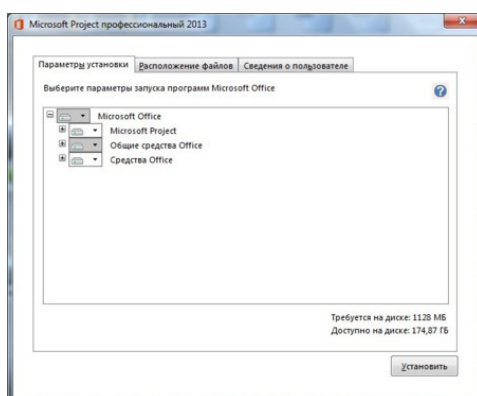 Microsoft Project профессиональный 2013
Параметры установки Расположение файлов Сведения о пользователе
Выберите параметры запуска программ Microsoft Office
Microsoft Office
Microsoft Project
Общие средства Office
Средства Office
Требуется на диске: 1128 МБ
Доступно на диске: 174,87 ГБ
Установить